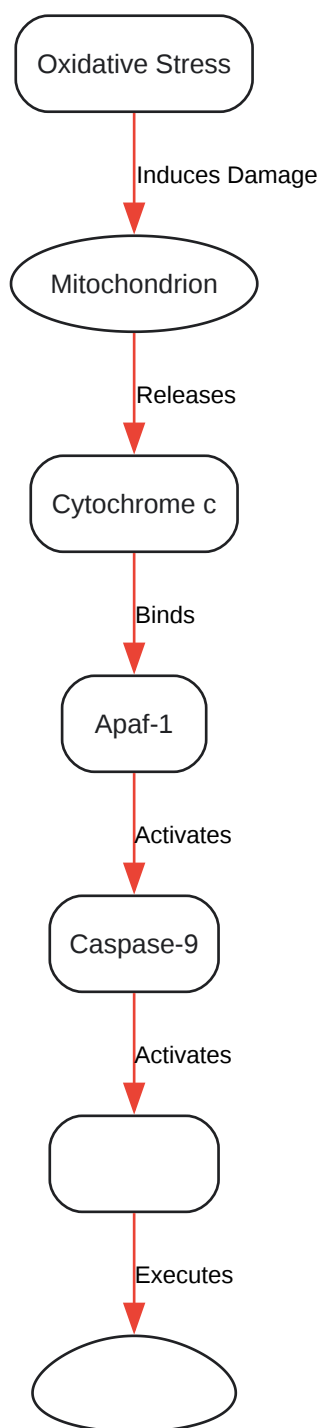 Oxidative Stress
Induces Damage
Mitochondrion
Releases
Cytochrome c
Binds
Apaf-1
Activates
Caspase-9
Activates
Executes